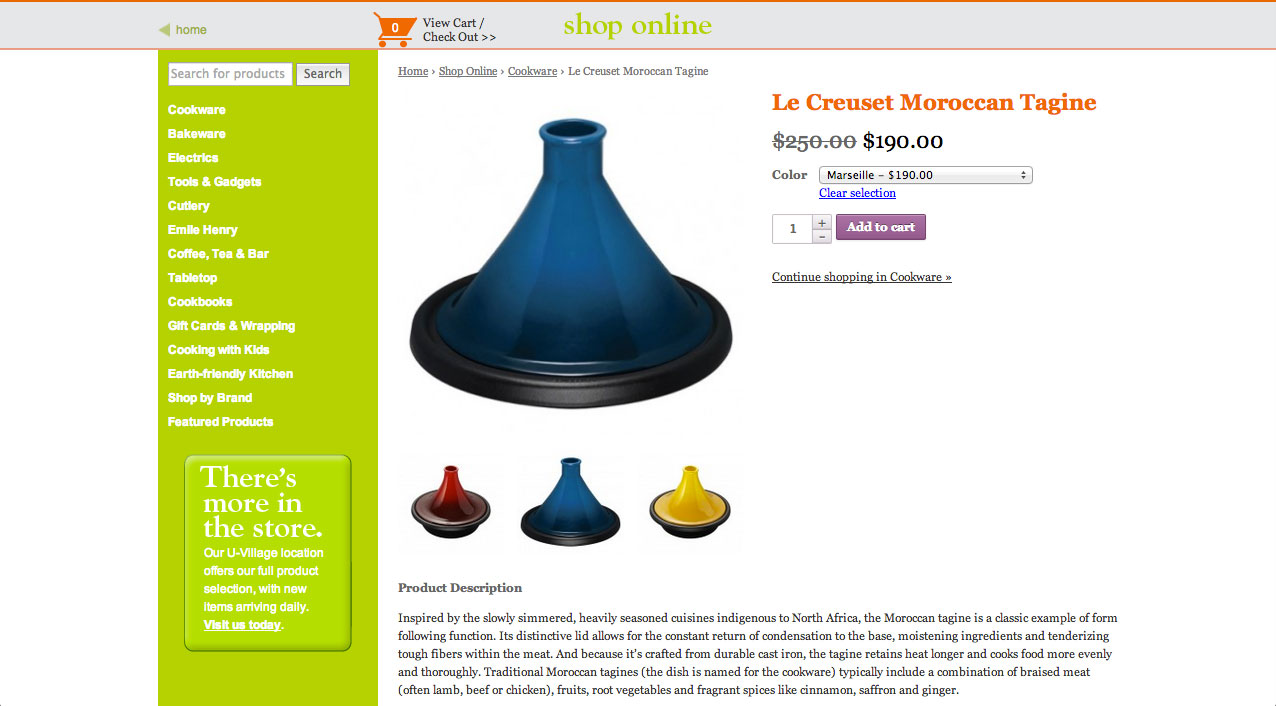 home
0
View Cart /
Check Out >>
shop online
Search for products
Search
Cookware
Bakeware
Electrics
Tools & Gadgets
Cutlery
Emile Henry
Coffee, Tea & Bar
Tabletop
Cookbooks
Gift Cards & Wrapping
Cooking with Kids
Earth-friendly Kitchen
Shop by Brand
Featured Products
There's
more in
the store.
Our U-Village location
offers our full product
selection, with new
items arriving daily.
Visit us today.
Home › Shop Online › Cookware › Le Creuset Moroccan Tagine
Le Creuset Moroccan Tagine
$250.00 $190.00
Color
Marseille – $190.00
Clear selection
1
+
−
Add to cart
Continue shopping in Cookware »
Product Description
Inspired by the slowly simmered, heavily seasoned cuisines indigenous to North Africa, the Moroccan tagine is a classic example of form
following function. Its distinctive lid allows for the constant return of condensation to the base, moistening ingredients and tenderizing
tough fibers within the meat. And because it's crafted from durable cast iron, the tagine retains heat longer and cooks food more evenly
and thoroughly. Traditional Moroccan tagines (the dish is named for the cookware) typically include a combination of braised meat
(often lamb, beef or chicken), fruits, root vegetables and fragrant spices like cinnamon, saffron and ginger.